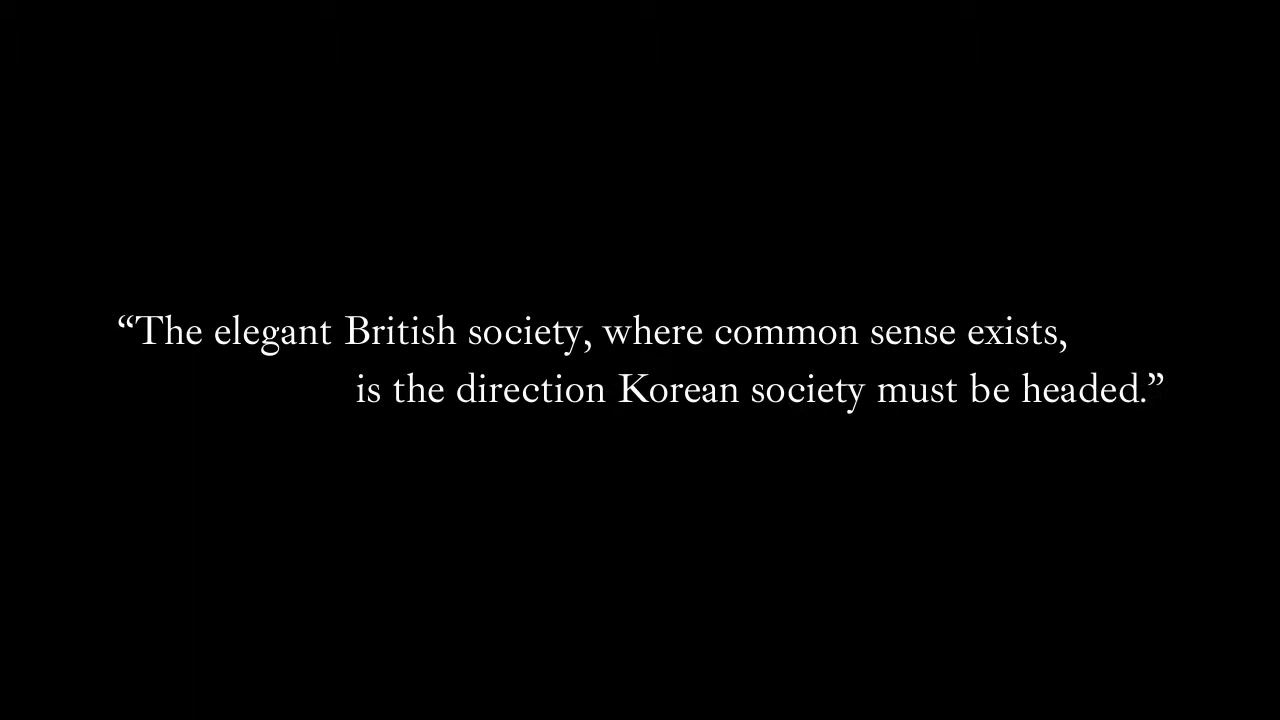 “The elegant British society, where common sense exists,
is the direction Korean society must be headed.”